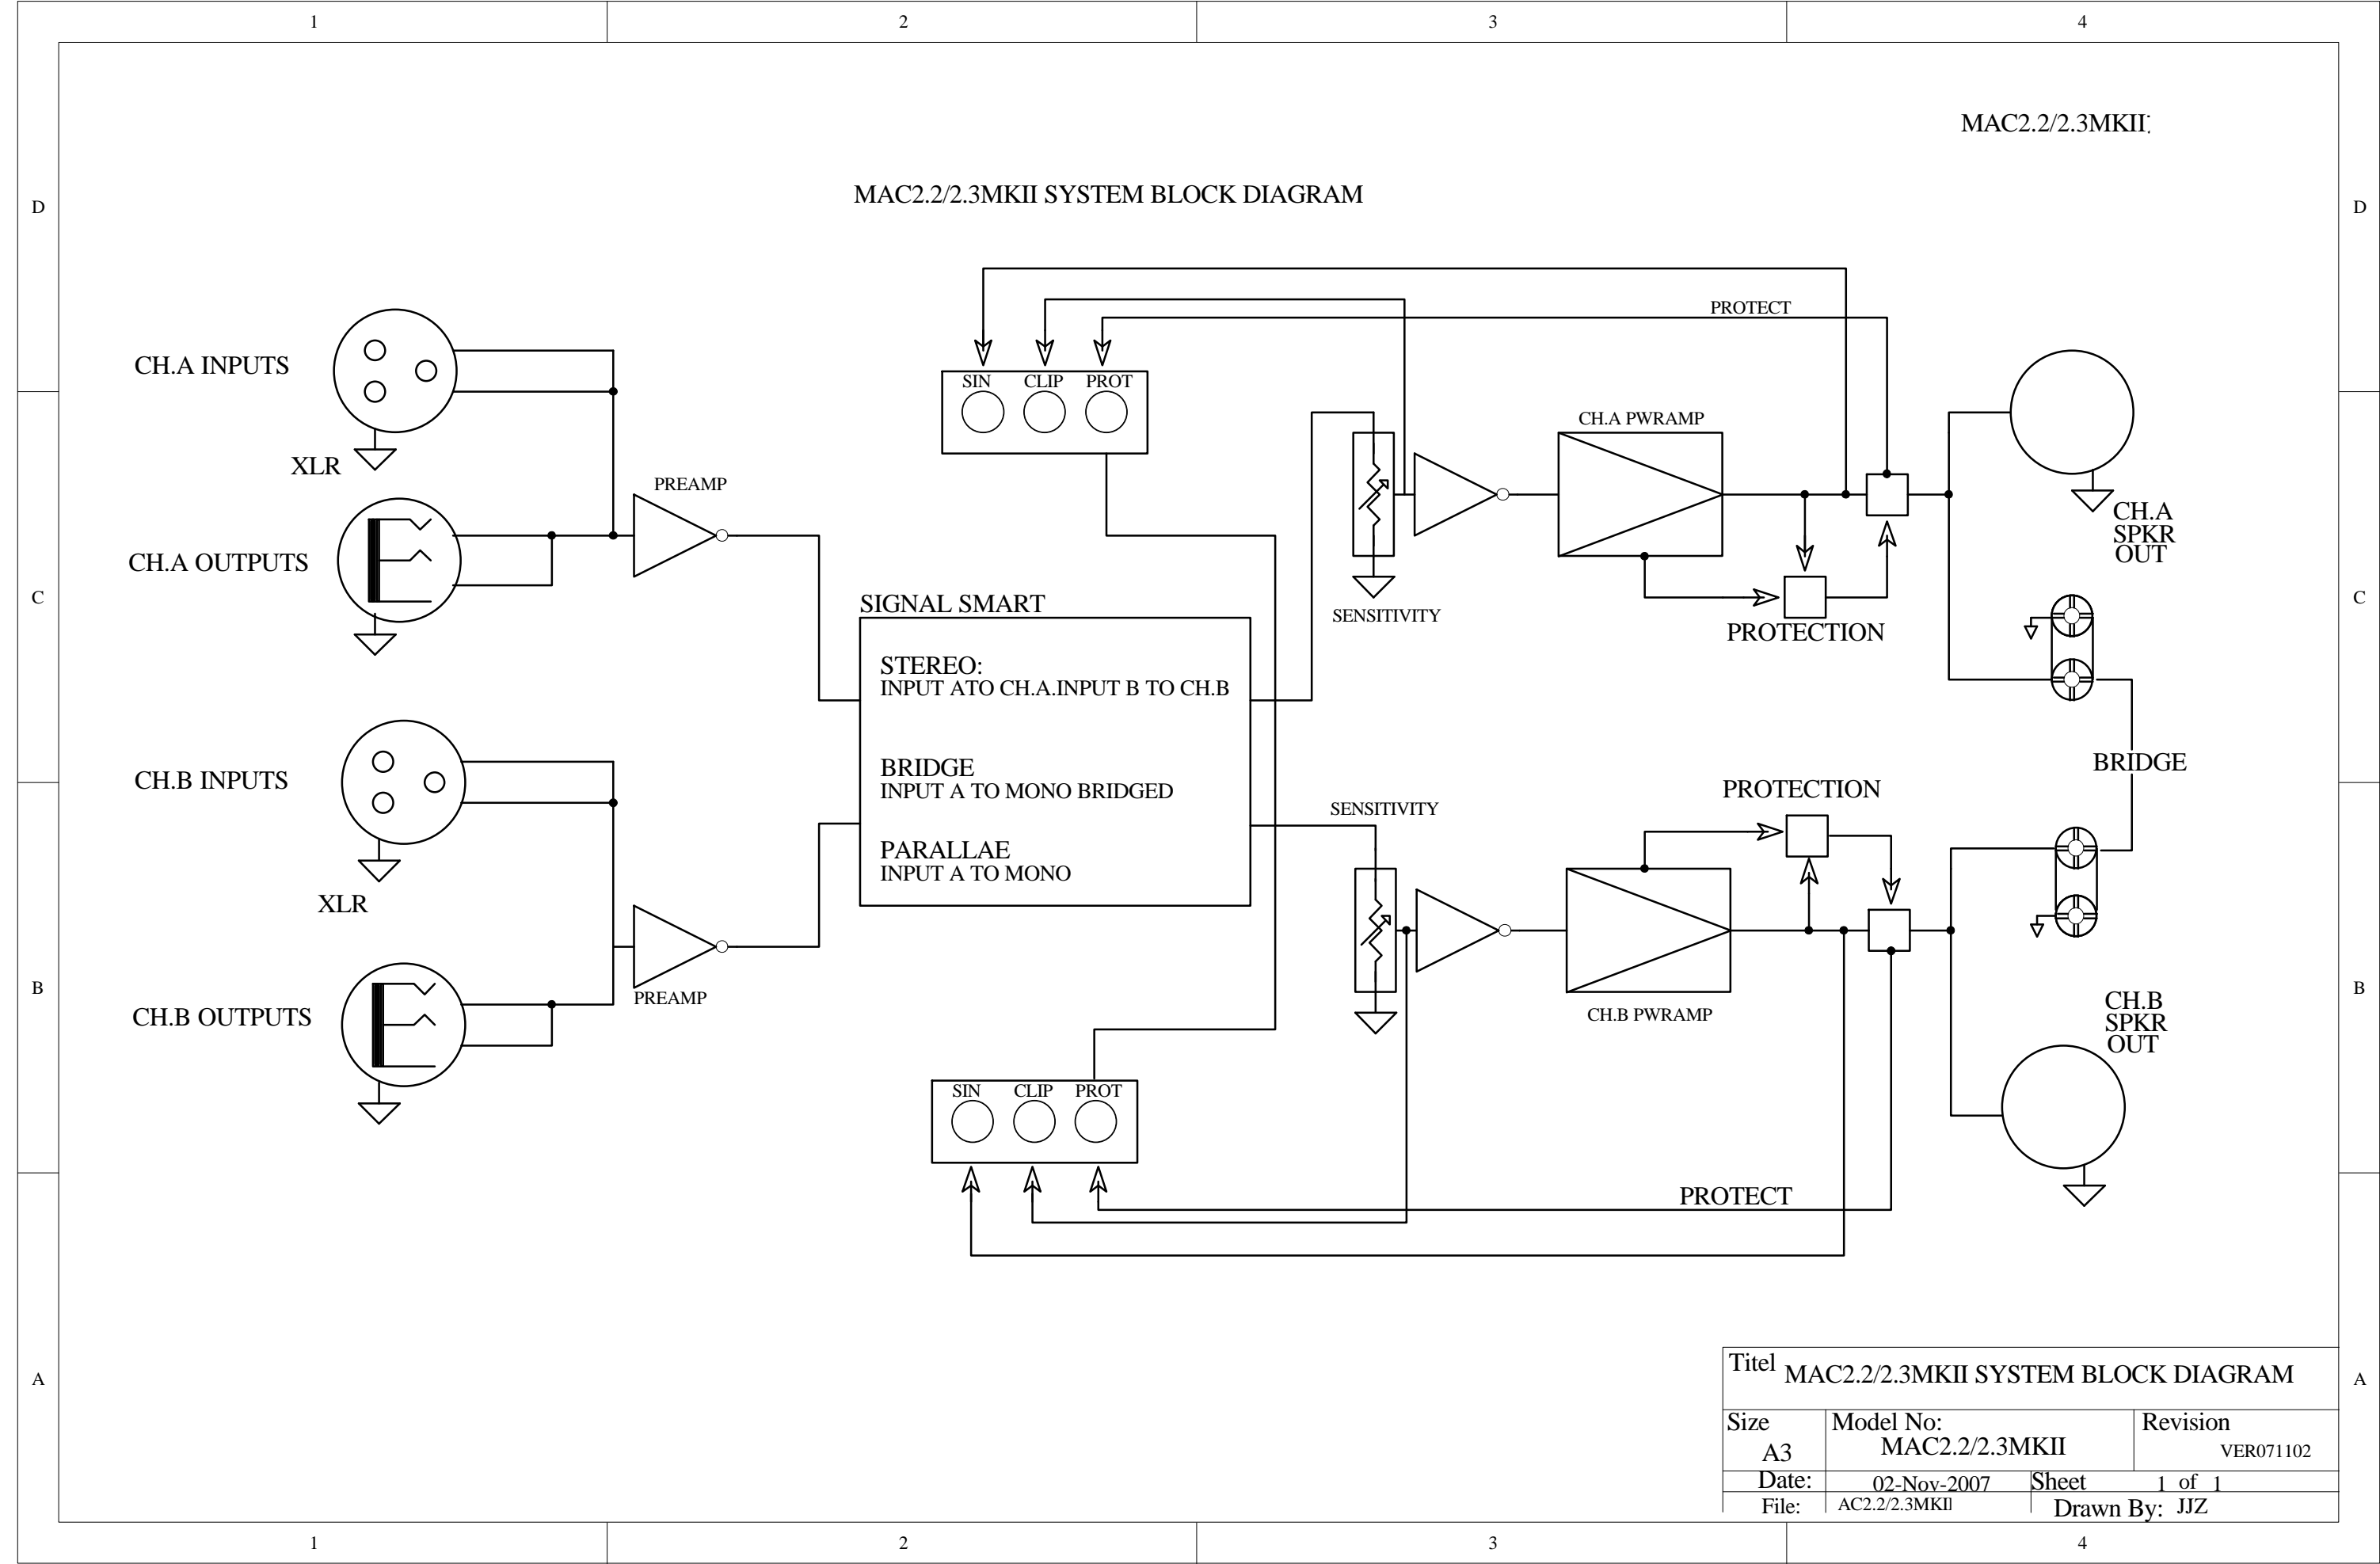 1 2 3 4
MAC2.2/2.3MKII
MAC2.2/2.3MKII SYSTEM BLOCK DIAGRAM
D D
PROTECT
CH.A INPUTS
SIN CLIP PROT
CH.A PWRAMP
XLR
PREAMP
CH.A
SPKR
OUT
CH.A OUTPUTS
C C
SIGNAL SMART
SENSITIVITY
PROTECTION
STEREO:
INPUT ATO CH.A.INPUT B TO CH.B
BRIDGE
BRIDGE
INPUT A TO MONO BRIDGED
CH.B INPUTS
PROTECTION
SENSITIVITY
PARALLAE
INPUT A TO MONO
XLR
B B
PREAMP
CH.B OUTPUTS
CH.B PWRAMP
CH.B
SPKR
OUT
SIN CLIP PROT
PROTECT
A A
Titel MAC2.2/2.3MKII SYSTEM BLOCK DIAGRAM
Size Model No: Revision
A3 MAC2.2/2.3MKII VER071102
Date: 02-Nov-2007 Sheet 1 of 1
File: AC2.2/2.3MKII Drawn By: JJZ
1 2 3 4